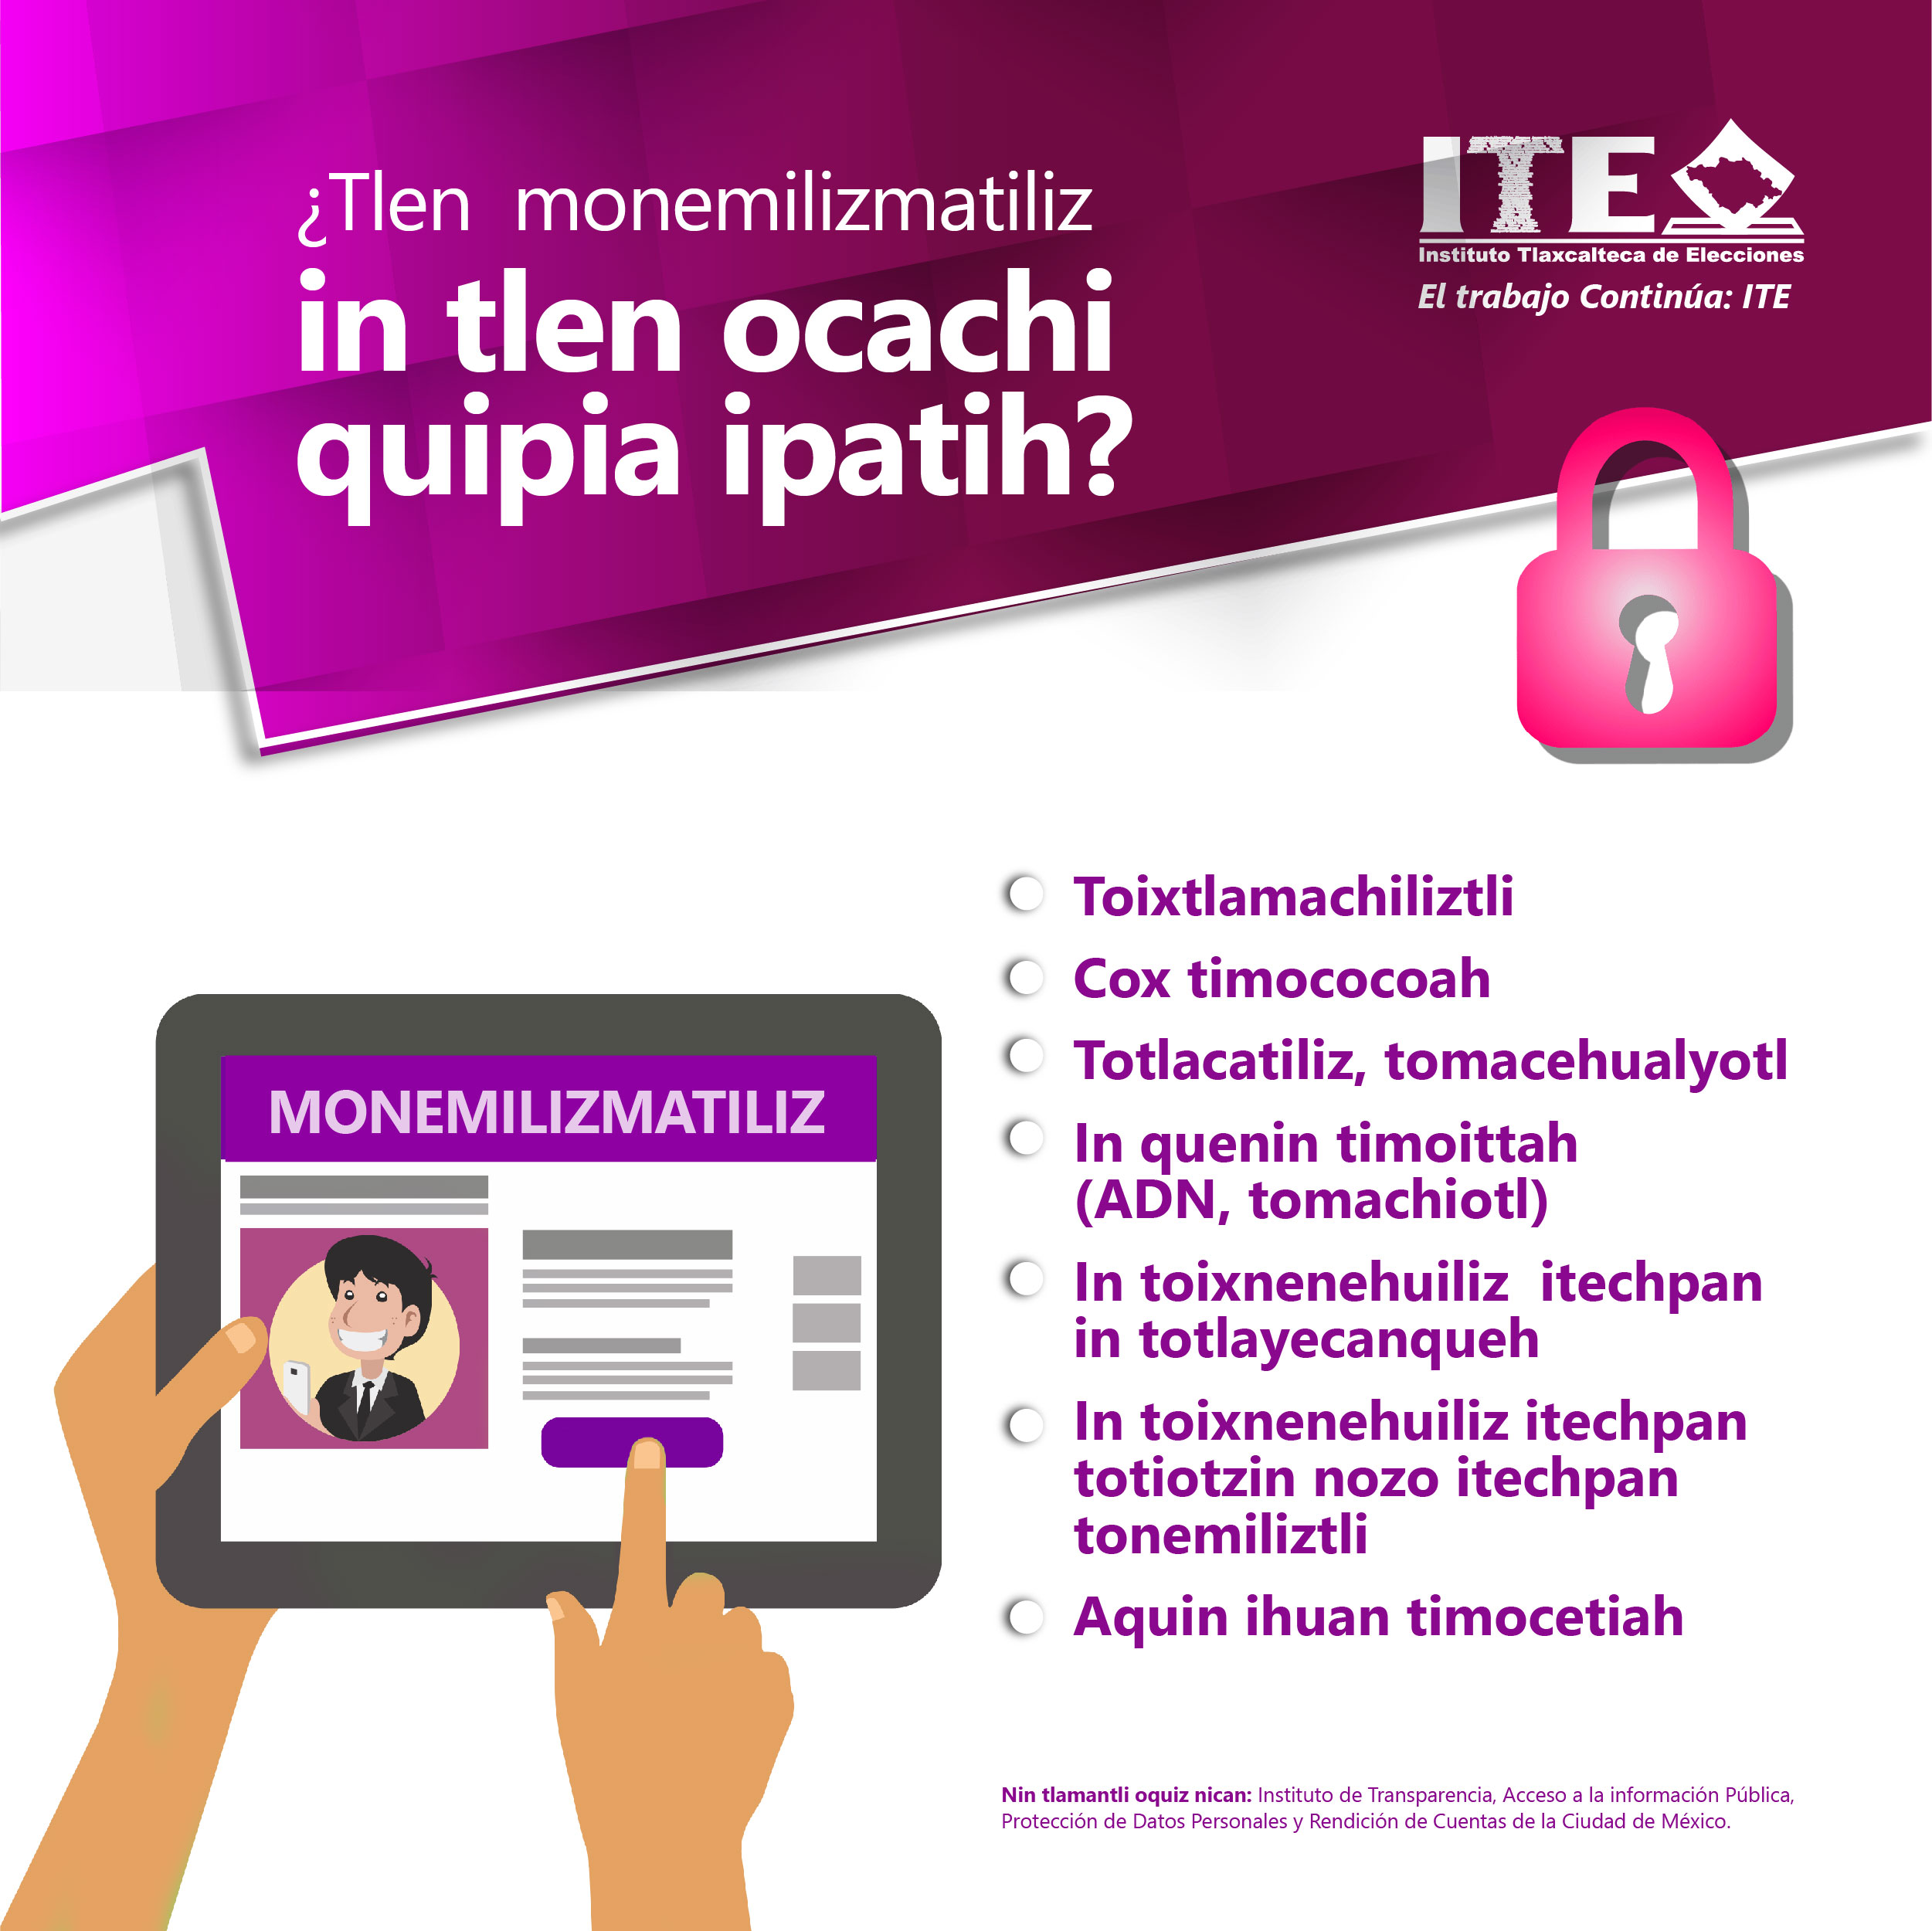 ¿Tlen monemilizmatiliz
in tlen ocachi
quipia ipatih?
ITE
Instituto Tlaxcalteca de Elecciones
El trabajo Continúa: ITE
MONEMILIZMATILIZ
Toixtlamachiliztli
Cox timococoah
Totlacatiliz, tomacehualyotl
In quenin timoittah
(ADN, tomachiotl)
In toixnenehuiliz itechpan
in totlayecanqueh
In toixnenehuiliz itechpan
totiotzin nozo itechpan
tonemiliztli
Aquin ihuan timocetiah
Nin tlamantli oquiz nican: Instituto de Transparencia, Acceso a la información Pública,
Protección de Datos Personales y Rendición de Cuentas de la Ciudad de México.